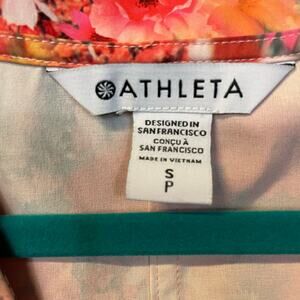 ATHLETA
DESIGNED IN
SAN FRANCISCO
CONÇU À
SAN FRANCISCO
MADE IN VIETNAM
S
P